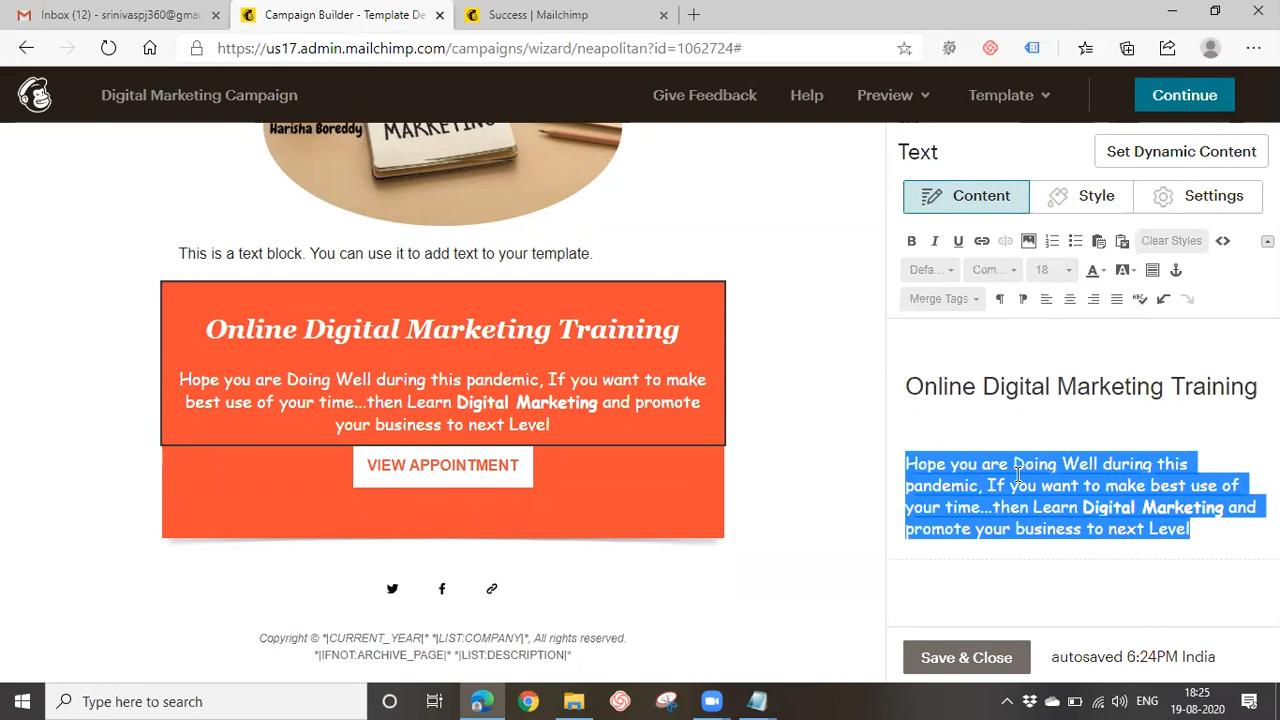 Inbox (12) - srinivaspj360@gma
Campaign Builder - Template De
Success | Mailchimp
https://us17.admin.mailchimp.com/campaigns/wizard/neapolitan?id=1062724#
Digital Marketing Campaign
Give Feedback
Help
Preview
Template
Continue
Harisha Boreddy
MARKETING
This is a text block. You can use it to add text to your template.
Online Digital Marketing Training
Hope you are Doing Well during this pandemic, If you want to make
best use of your time...then Learn Digital Marketing and promote
your business to next Level
VIEW APPOINTMENT
Copyright © *|CURRENT_YEAR|* *|LIST:COMPANY|*, All rights reserved.
*|IFNOT:ARCHIVE_PAGE|* *|LIST:DESCRIPTION|*
Text
Set Dynamic Content
Content
Style
Settings
B I U
Clear Styles
Defa...
Com...
18
A
A
Merge Tags
Online Digital Marketing Training
Hope you are Doing Well during this
pandemic, If you want to make best use of
your time...then Learn Digital Marketing and
promote your business to next Level
Save & Close
autosaved 6:24PM India
Type here to search
ENG
18:25
19-08-2020